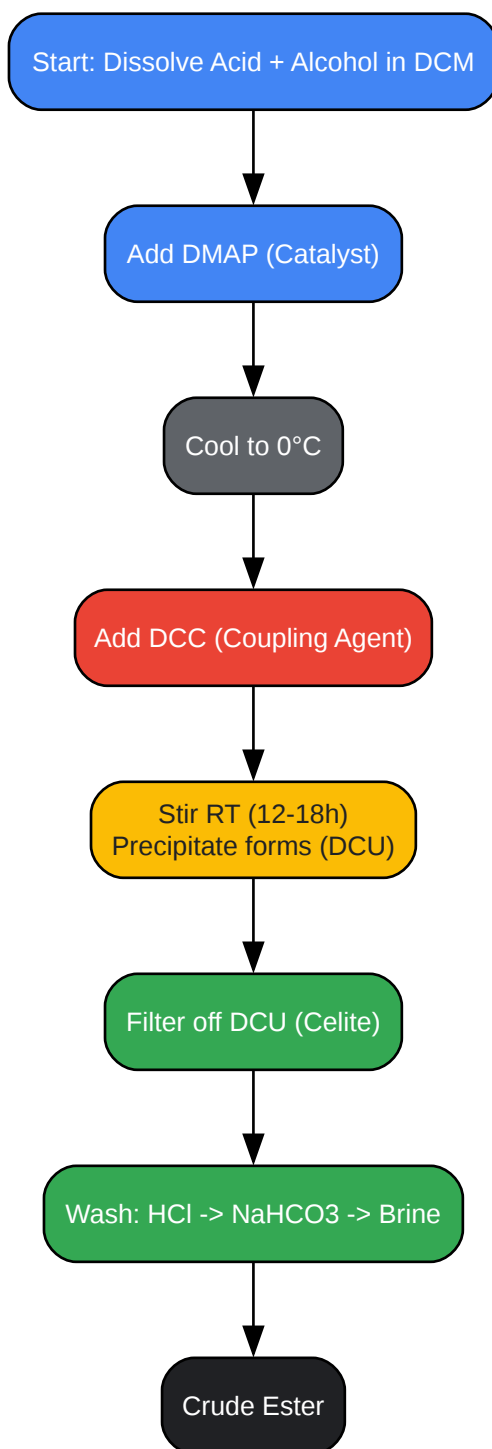 Start: Dissolve Acid + Alcohol in DCM
Add DMAP (Catalyst)
Cool to 0°C
Add DCC (Coupling Agent)
Stir RT (12-18h)
Precipitate forms (DCU)
Filter off DCU (Celite)
Wash: HCl -> NaHCO3 -> Brine
Crude Ester